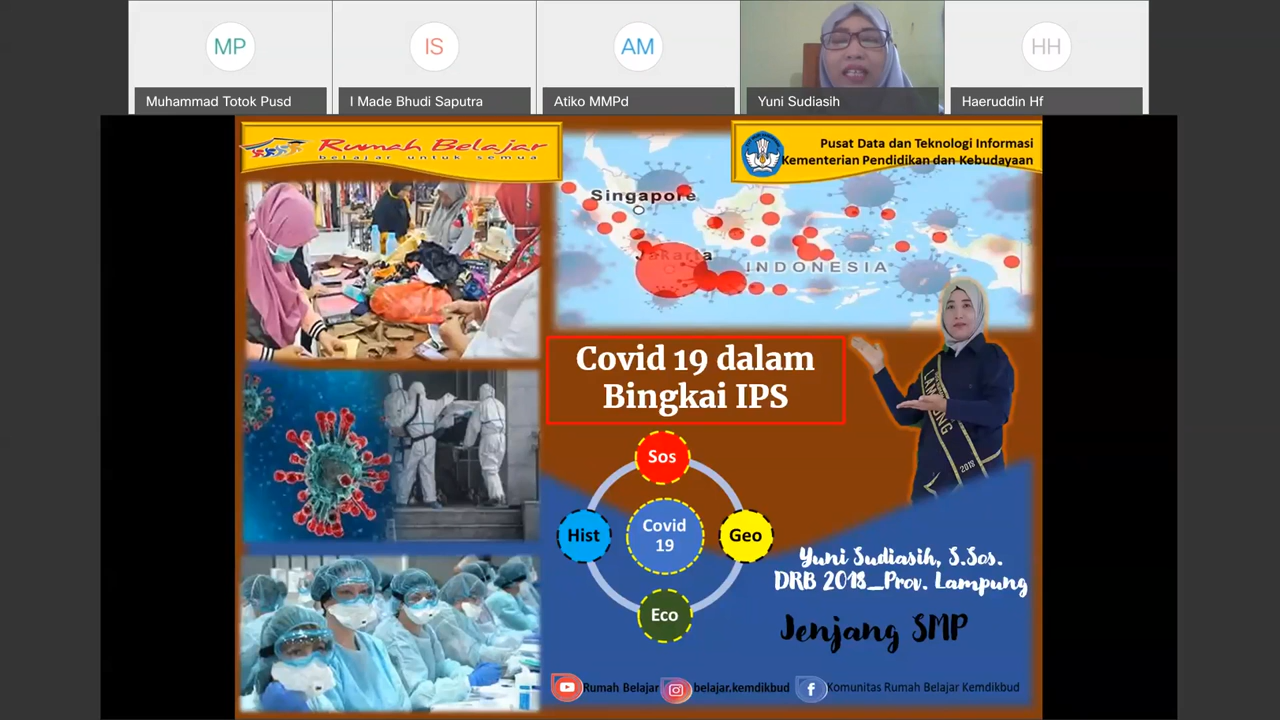 MP
IS
AM
HH
Muhammad Totok Pusd
I Made Bhudi Saputra
Atiko MMPd
Yuni Sudiasih
Haeruddin Hf
Rumah Belajar
belajar untuk semua
Pusat Data dan Teknologi Informasi
Kementerian Pendidikan dan Kebudayaan
Singapore
Jakarta
INDONESIA
LAMPUNG
2018
Covid 19 dalam
Bingkai IPS
Sos
Hist
Covid
19
Geo
Eco
Yuni Sudiasih, S.Sos.
DRB 2018_Prov. Lampung
Jenjang SMP
Rumah Belajar
belajar.kemdikbud
Komunitas Rumah Belajar Kemdikbud